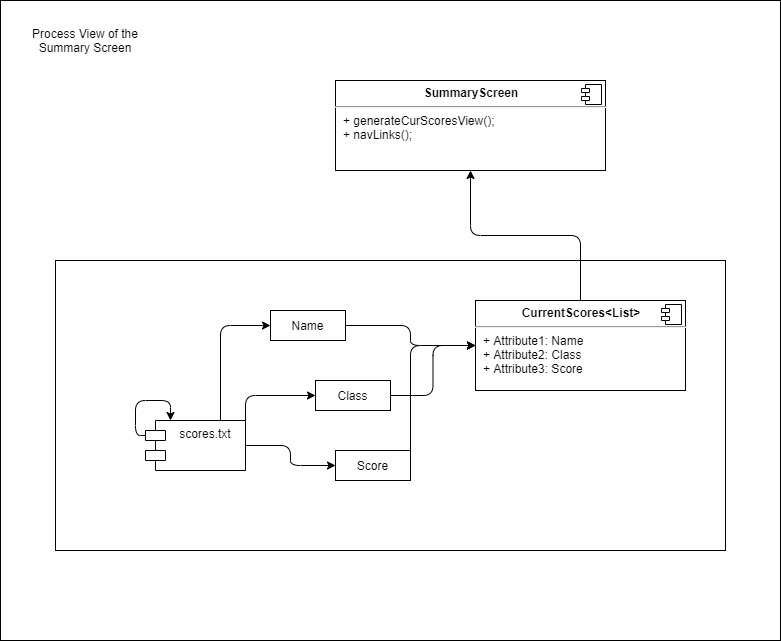 Process View of the
Summary Screen
SummaryScreen
+ generateCurScoresView();
+ navLinks();
CurrentScores<List>
+ Attribute1: Name
+ Attribute2: Class
+ Attribute3: Score
Name
Class
scores.txt
Score